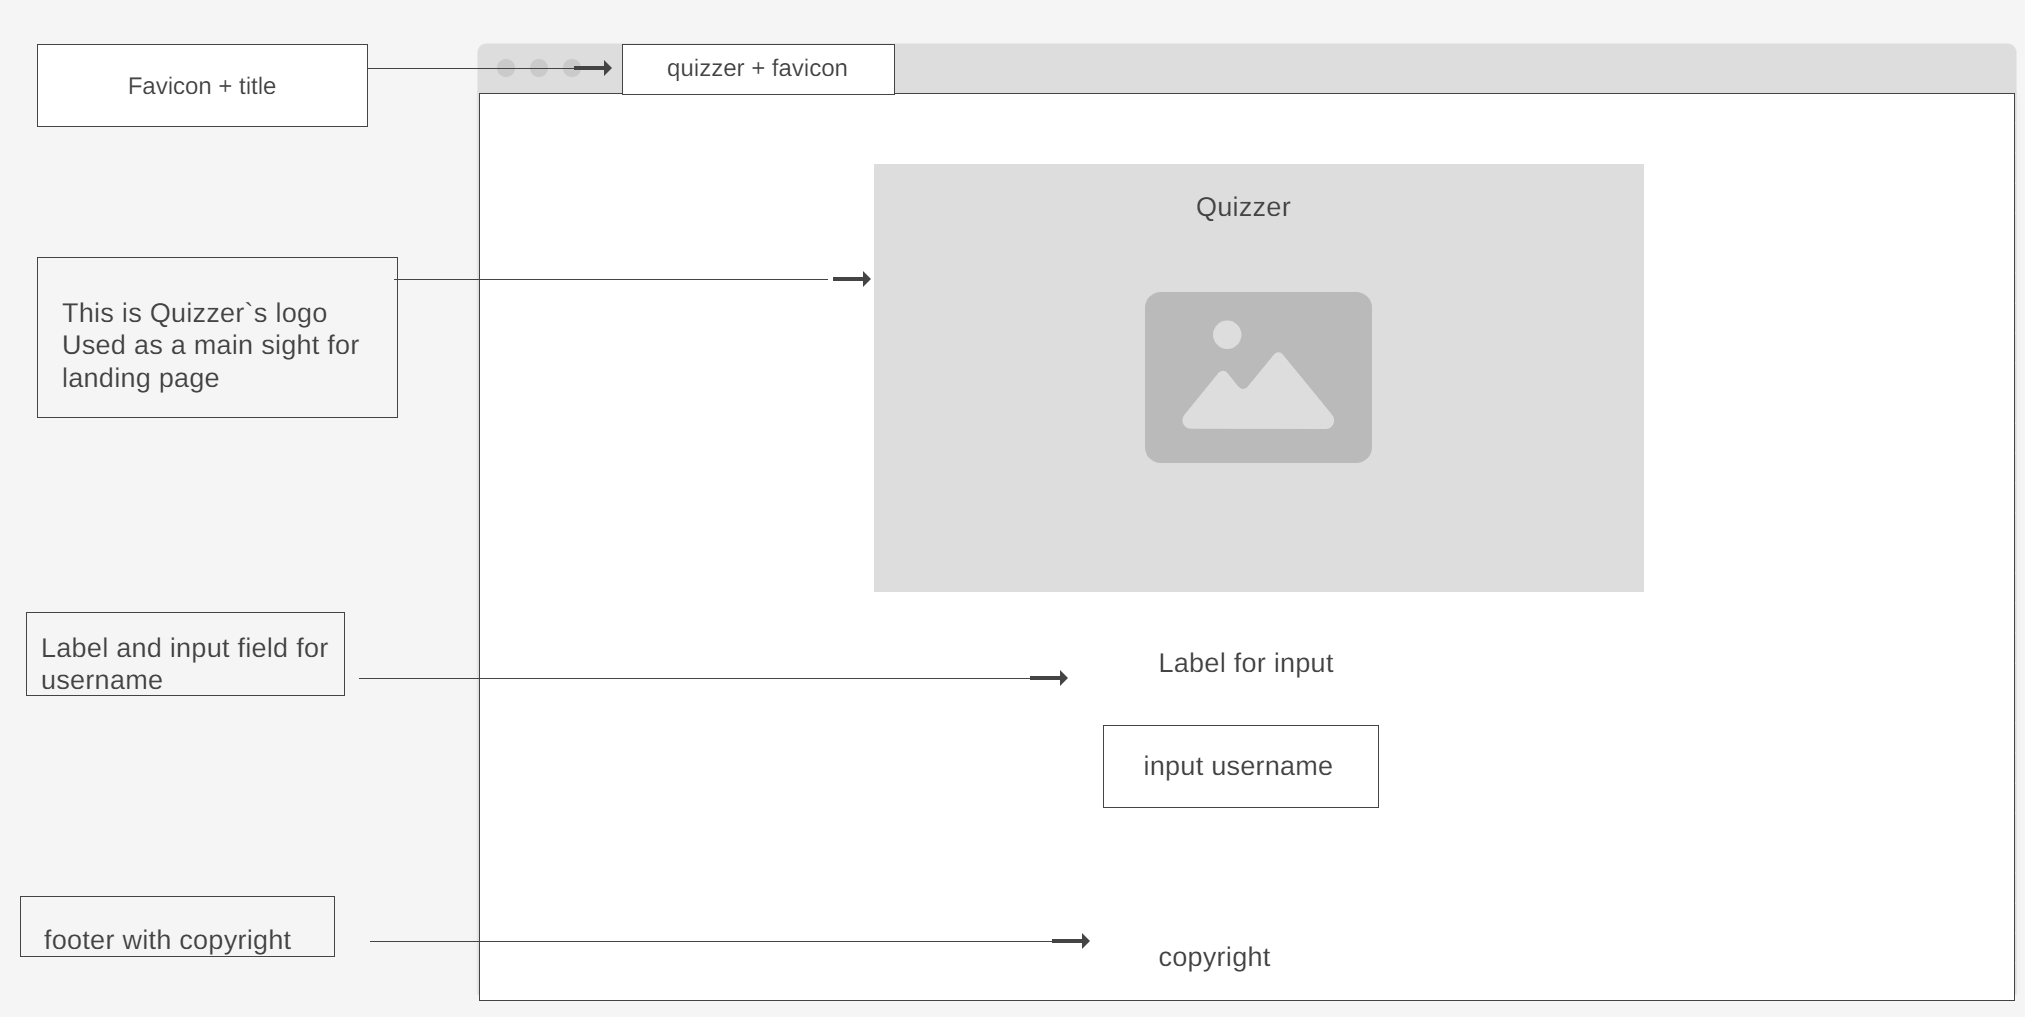 Favicon + title
quizzer + favicon
Quizzer
This is Quizzer`s logo
Used as a main sight for
landing page
Label and input field for
username
Label for input
input username
footer with copyright
copyright